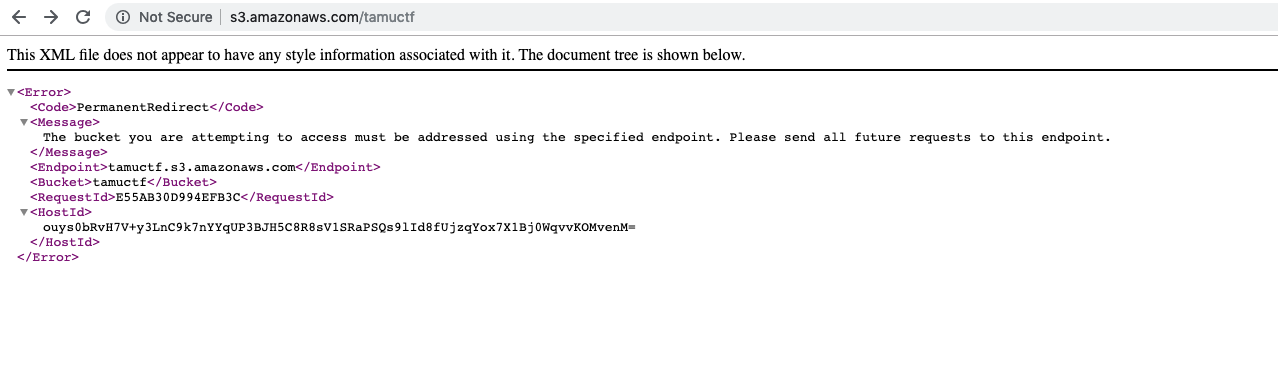 Not Secure | s3.amazonaws.com/tamuctf
This XML file does not appear to have any style information associated with it. The document tree is shown below.
<Error>
<Code>PermanentRedirect</Code>
<Message>
The bucket you are attempting to access must be addressed using the specified endpoint. Please send all future requests to this endpoint.
</Message>
<Endpoint>tamuctf.s3.amazonaws.com</Endpoint>
<Bucket>tamuctf</Bucket>
<RequestId>E55AB30D994EFB3C</RequestId>
<HostId>
ouys0bRvH7V+y3LnC9k7nYYqUP3BJH5C8R8sV1SRaPSQs9lId8fUjzqYox7X1Bj0WqvvKOMvenM=
</HostId>
</Error>